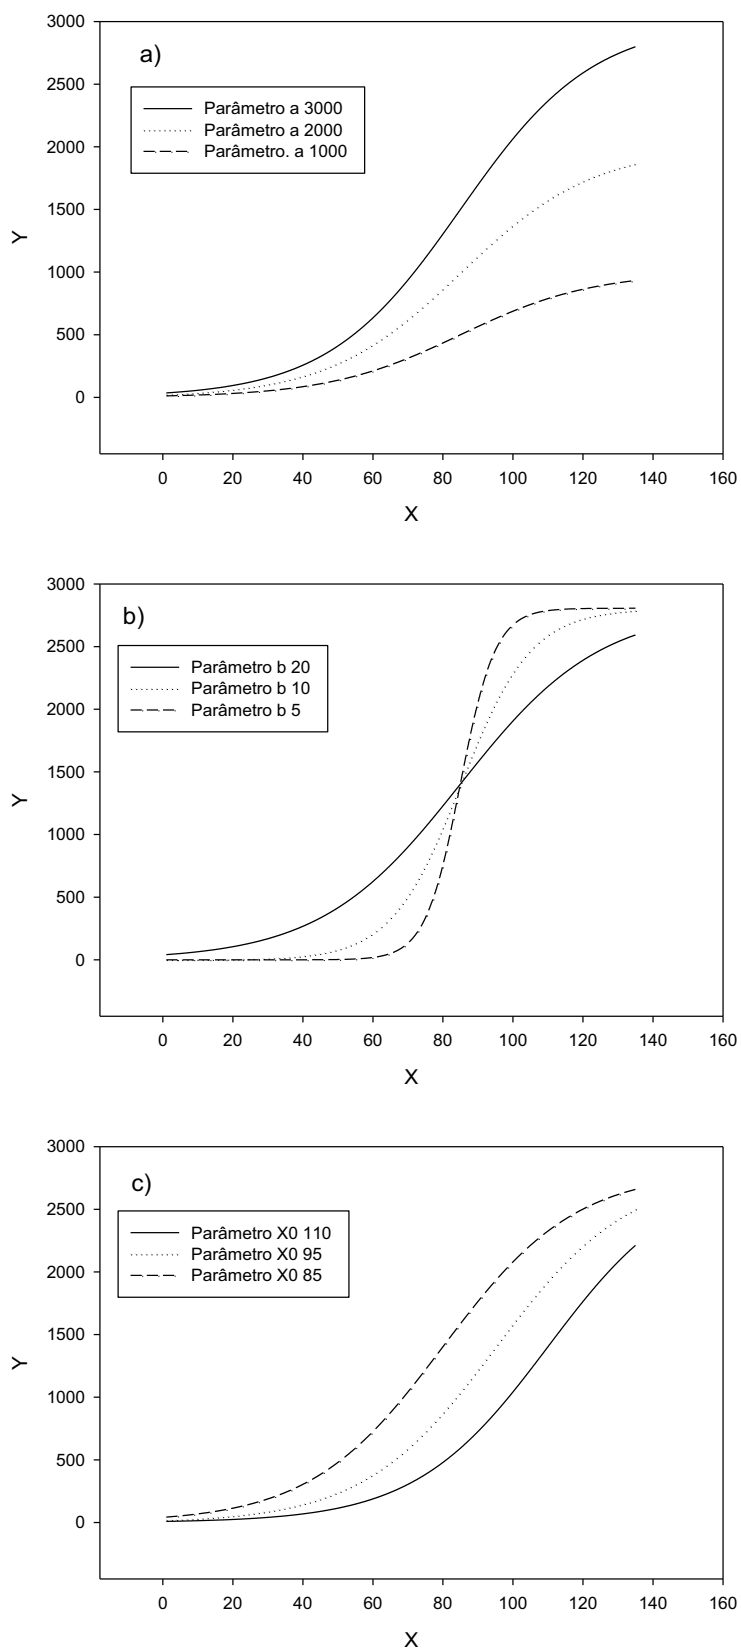 3000
a)
2500
Parâmetro a 3000
Parâmetro a 2000
Parâmetro. a 1000
2000
1500
Y
1000
500
0
0 20 40 60 80 100 120 140 160
X
3000
b)
2500
Parâmetro b 20
Parâmetro b 10
Parâmetro b 5
2000
1500
Y
1000
500
0
0 20 40 60 80 100 120 140 160
X
3000
c)
2500
Parâmetro X0 110
Parâmetro X0 95
Parâmetro X0 85
2000
1500
Y
1000
500
0
0 20 40 60 80 100 120 140 160
X